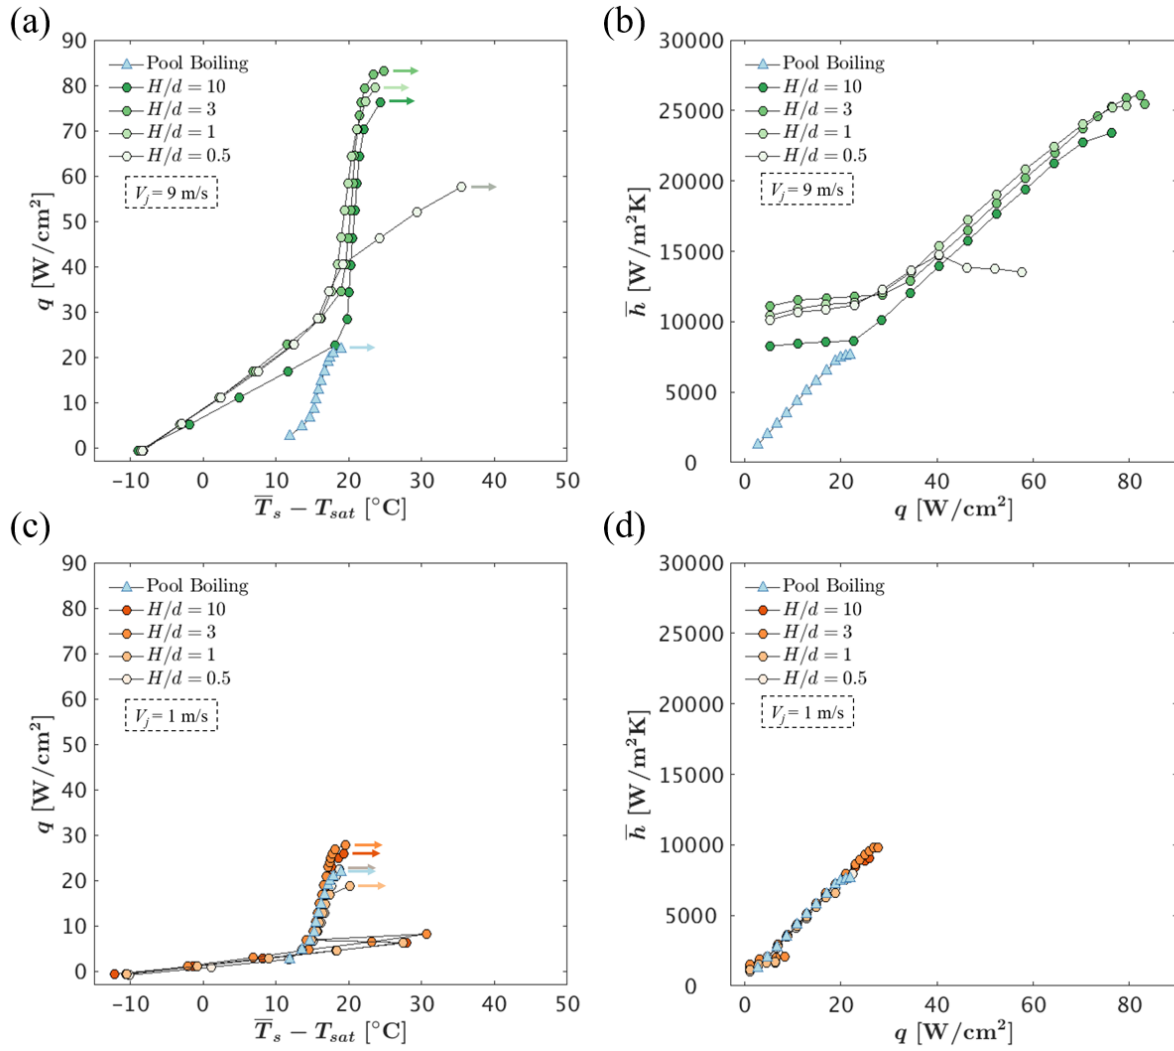 (a)
90
80
70
60
50
40
30
20
10
0
q [W/cm²]
Pool Boiling
H/d = 10
H/d = 3
H/d = 1
H/d = 0.5
V_j = 9 m/s
−10 0 10 20 30 40 50
T̅_s − T_sat [°C]
(b)
30000
25000
20000
15000
10000
5000
0
h̅ [W/m²K]
Pool Boiling
H/d = 10
H/d = 3
H/d = 1
H/d = 0.5
V_j = 9 m/s
0 20 40 60 80
q [W/cm²]
(c)
90
80
70
60
50
40
30
20
10
0
q [W/cm²]
Pool Boiling
H/d = 10
H/d = 3
H/d = 1
H/d = 0.5
V_j = 1 m/s
−10 0 10 20 30 40 50
T̅_s − T_sat [°C]
(d)
30000
25000
20000
15000
10000
5000
0
h̅ [W/m²K]
Pool Boiling
H/d = 10
H/d = 3
H/d = 1
H/d = 0.5
V_j = 1 m/s
0 20 40 60 80
q [W/cm²]